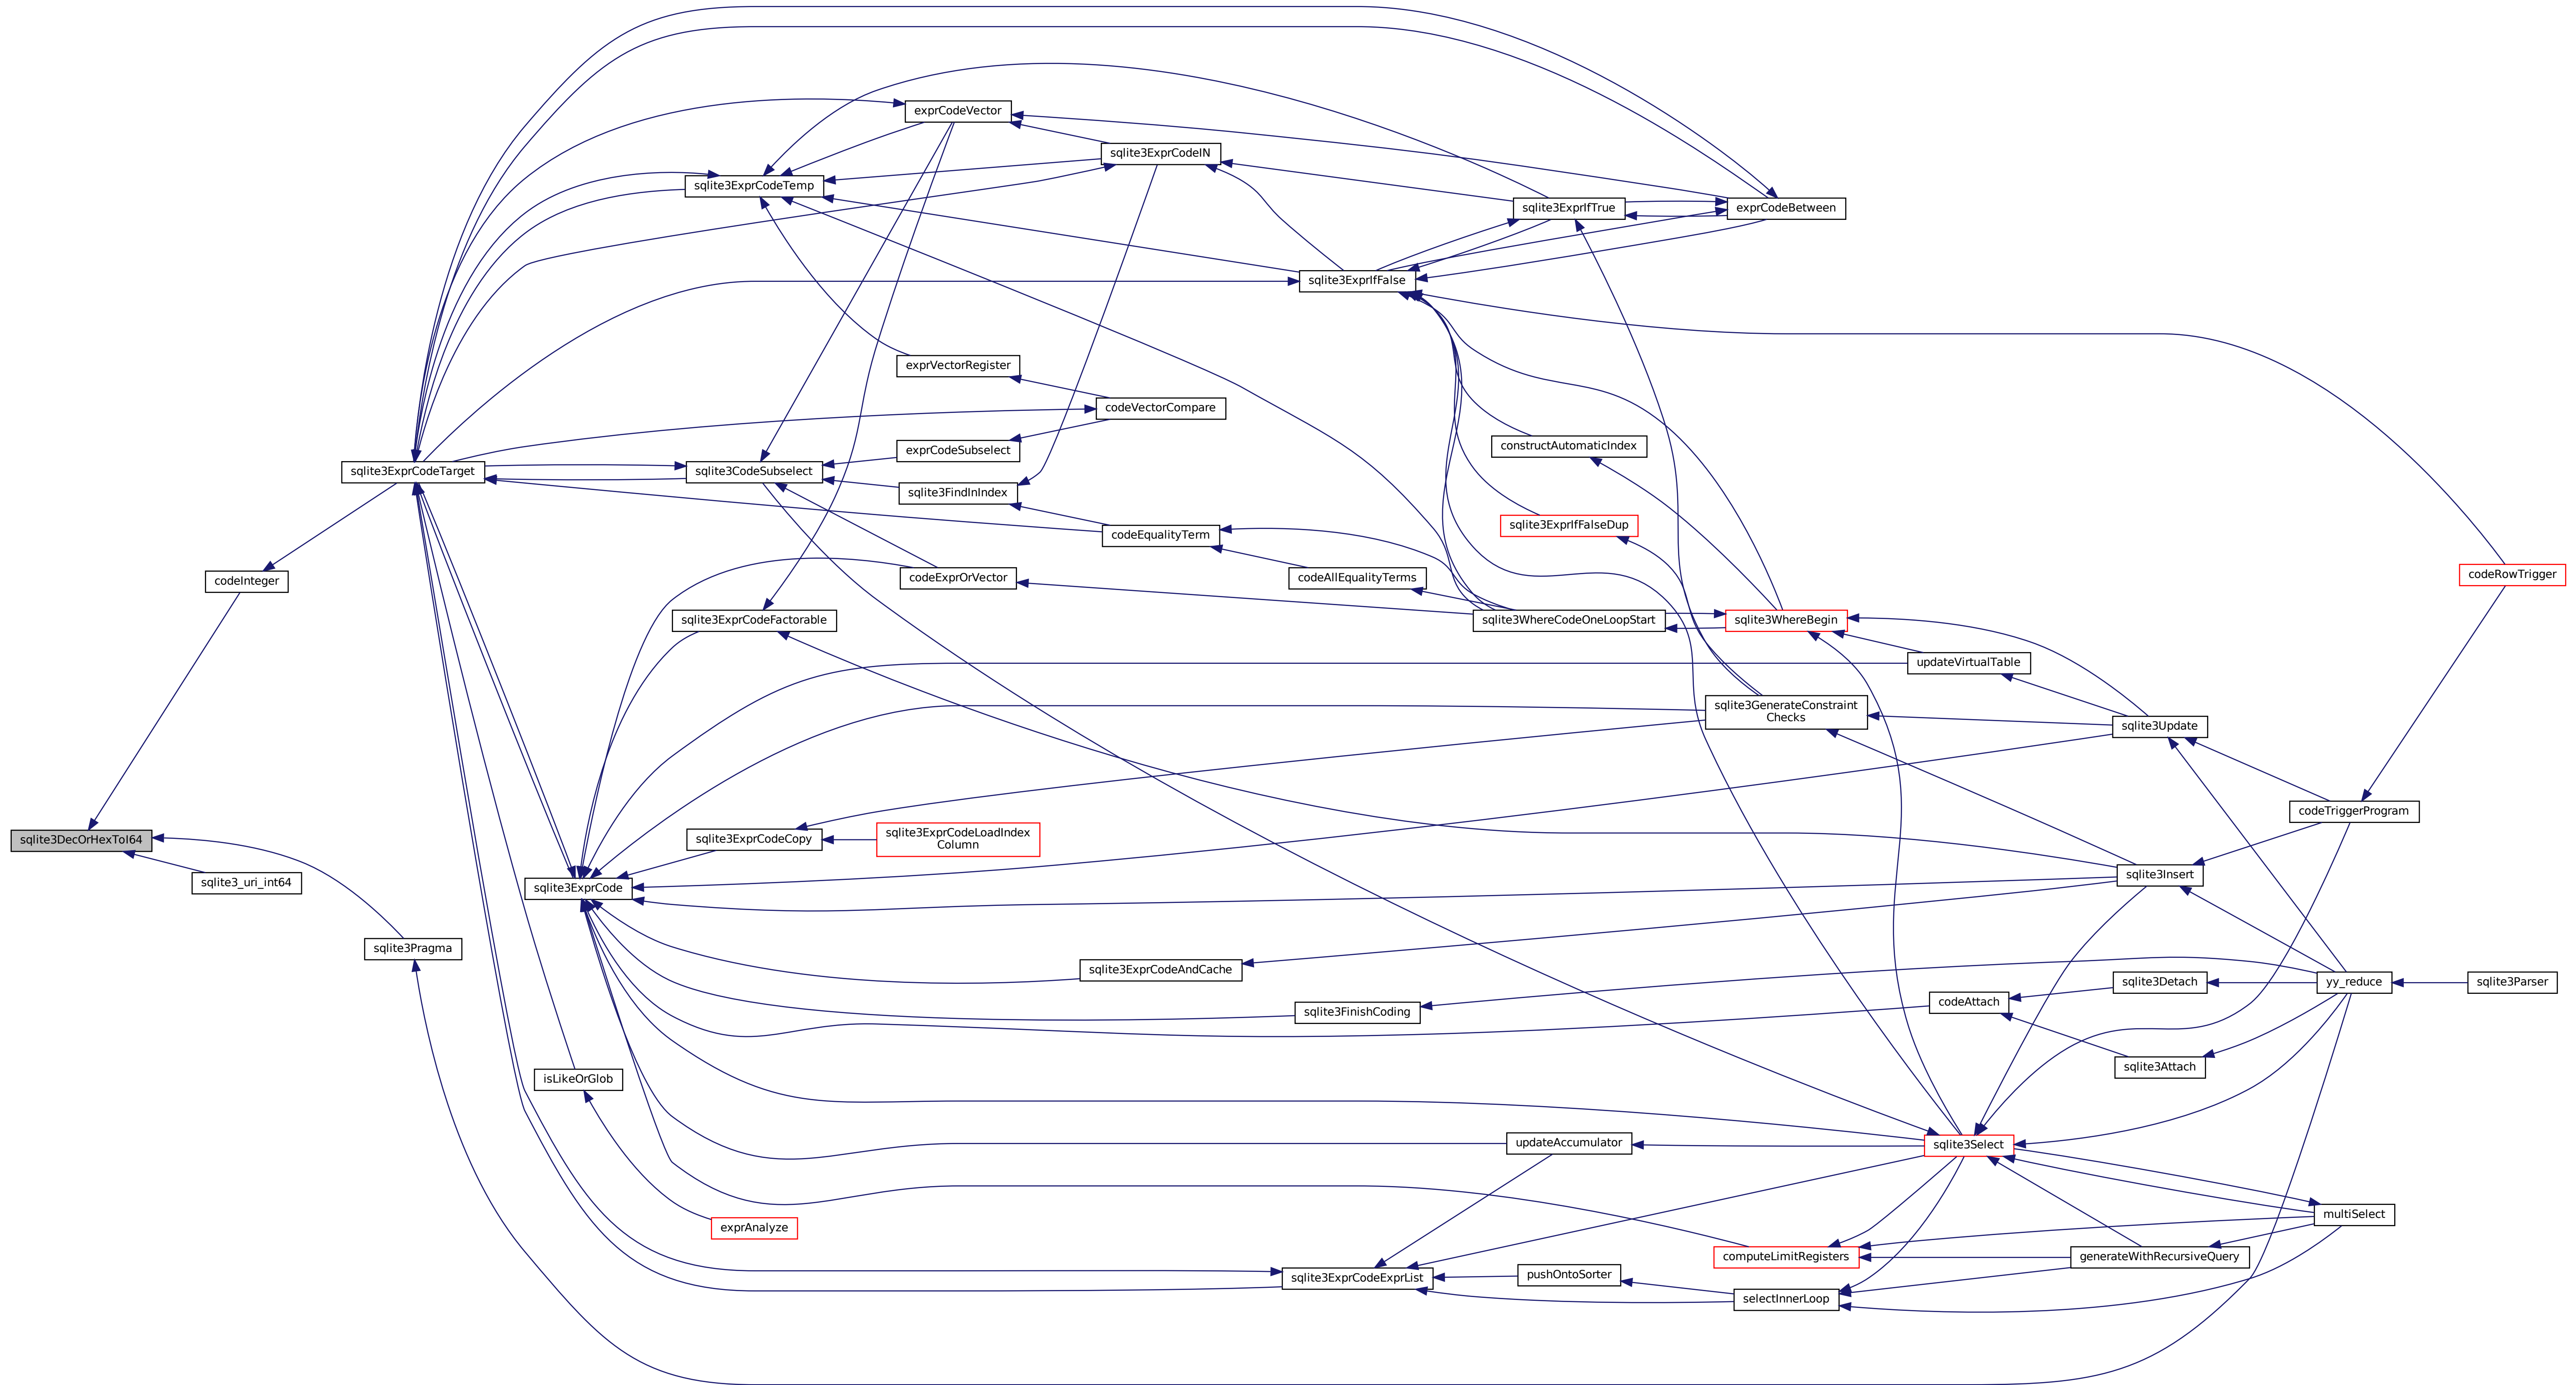 exprCodeVector
sqlite3ExprCodeIN
sqlite3ExprCodeTemp
sqlite3ExprIfTrue
exprCodeBetween
sqlite3ExprIfFalse
exprVectorRegister
codeVectorCompare
constructAutomaticIndex
exprCodeSubselect
sqlite3ExprCodeTarget
sqlite3CodeSubselect
sqlite3FindInIndex
sqlite3ExprIfFalseDup
codeEqualityTerm
codeRowTrigger
codeInteger
codeExprOrVector
codeAllEqualityTerms
sqlite3ExprCodeFactorable
sqlite3WhereCodeOneLoopStart
sqlite3WhereBegin
updateVirtualTable
sqlite3GenerateConstraint
Checks
sqlite3Update
codeTriggerProgram
sqlite3DecOrHexToI64
sqlite3ExprCodeCopy
sqlite3ExprCodeLoadIndex
Column
sqlite3_uri_int64
sqlite3ExprCode
sqlite3Insert
sqlite3Pragma
sqlite3ExprCodeAndCache
sqlite3Detach
yy_reduce
sqlite3Parser
codeAttach
sqlite3FinishCoding
sqlite3Attach
isLikeOrGlob
updateAccumulator
sqlite3Select
multiSelect
exprAnalyze
computeLimitRegisters
generateWithRecursiveQuery
sqlite3ExprCodeExprList
pushOntoSorter
selectInnerLoop